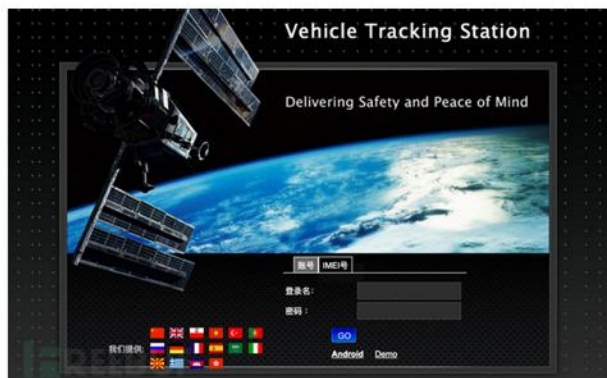 Vehicle Tracking Station
Delivering Safety and Peace of Mind
账号 IMEI号
登录名:
密码:
GO
我们提供:
Android Demo